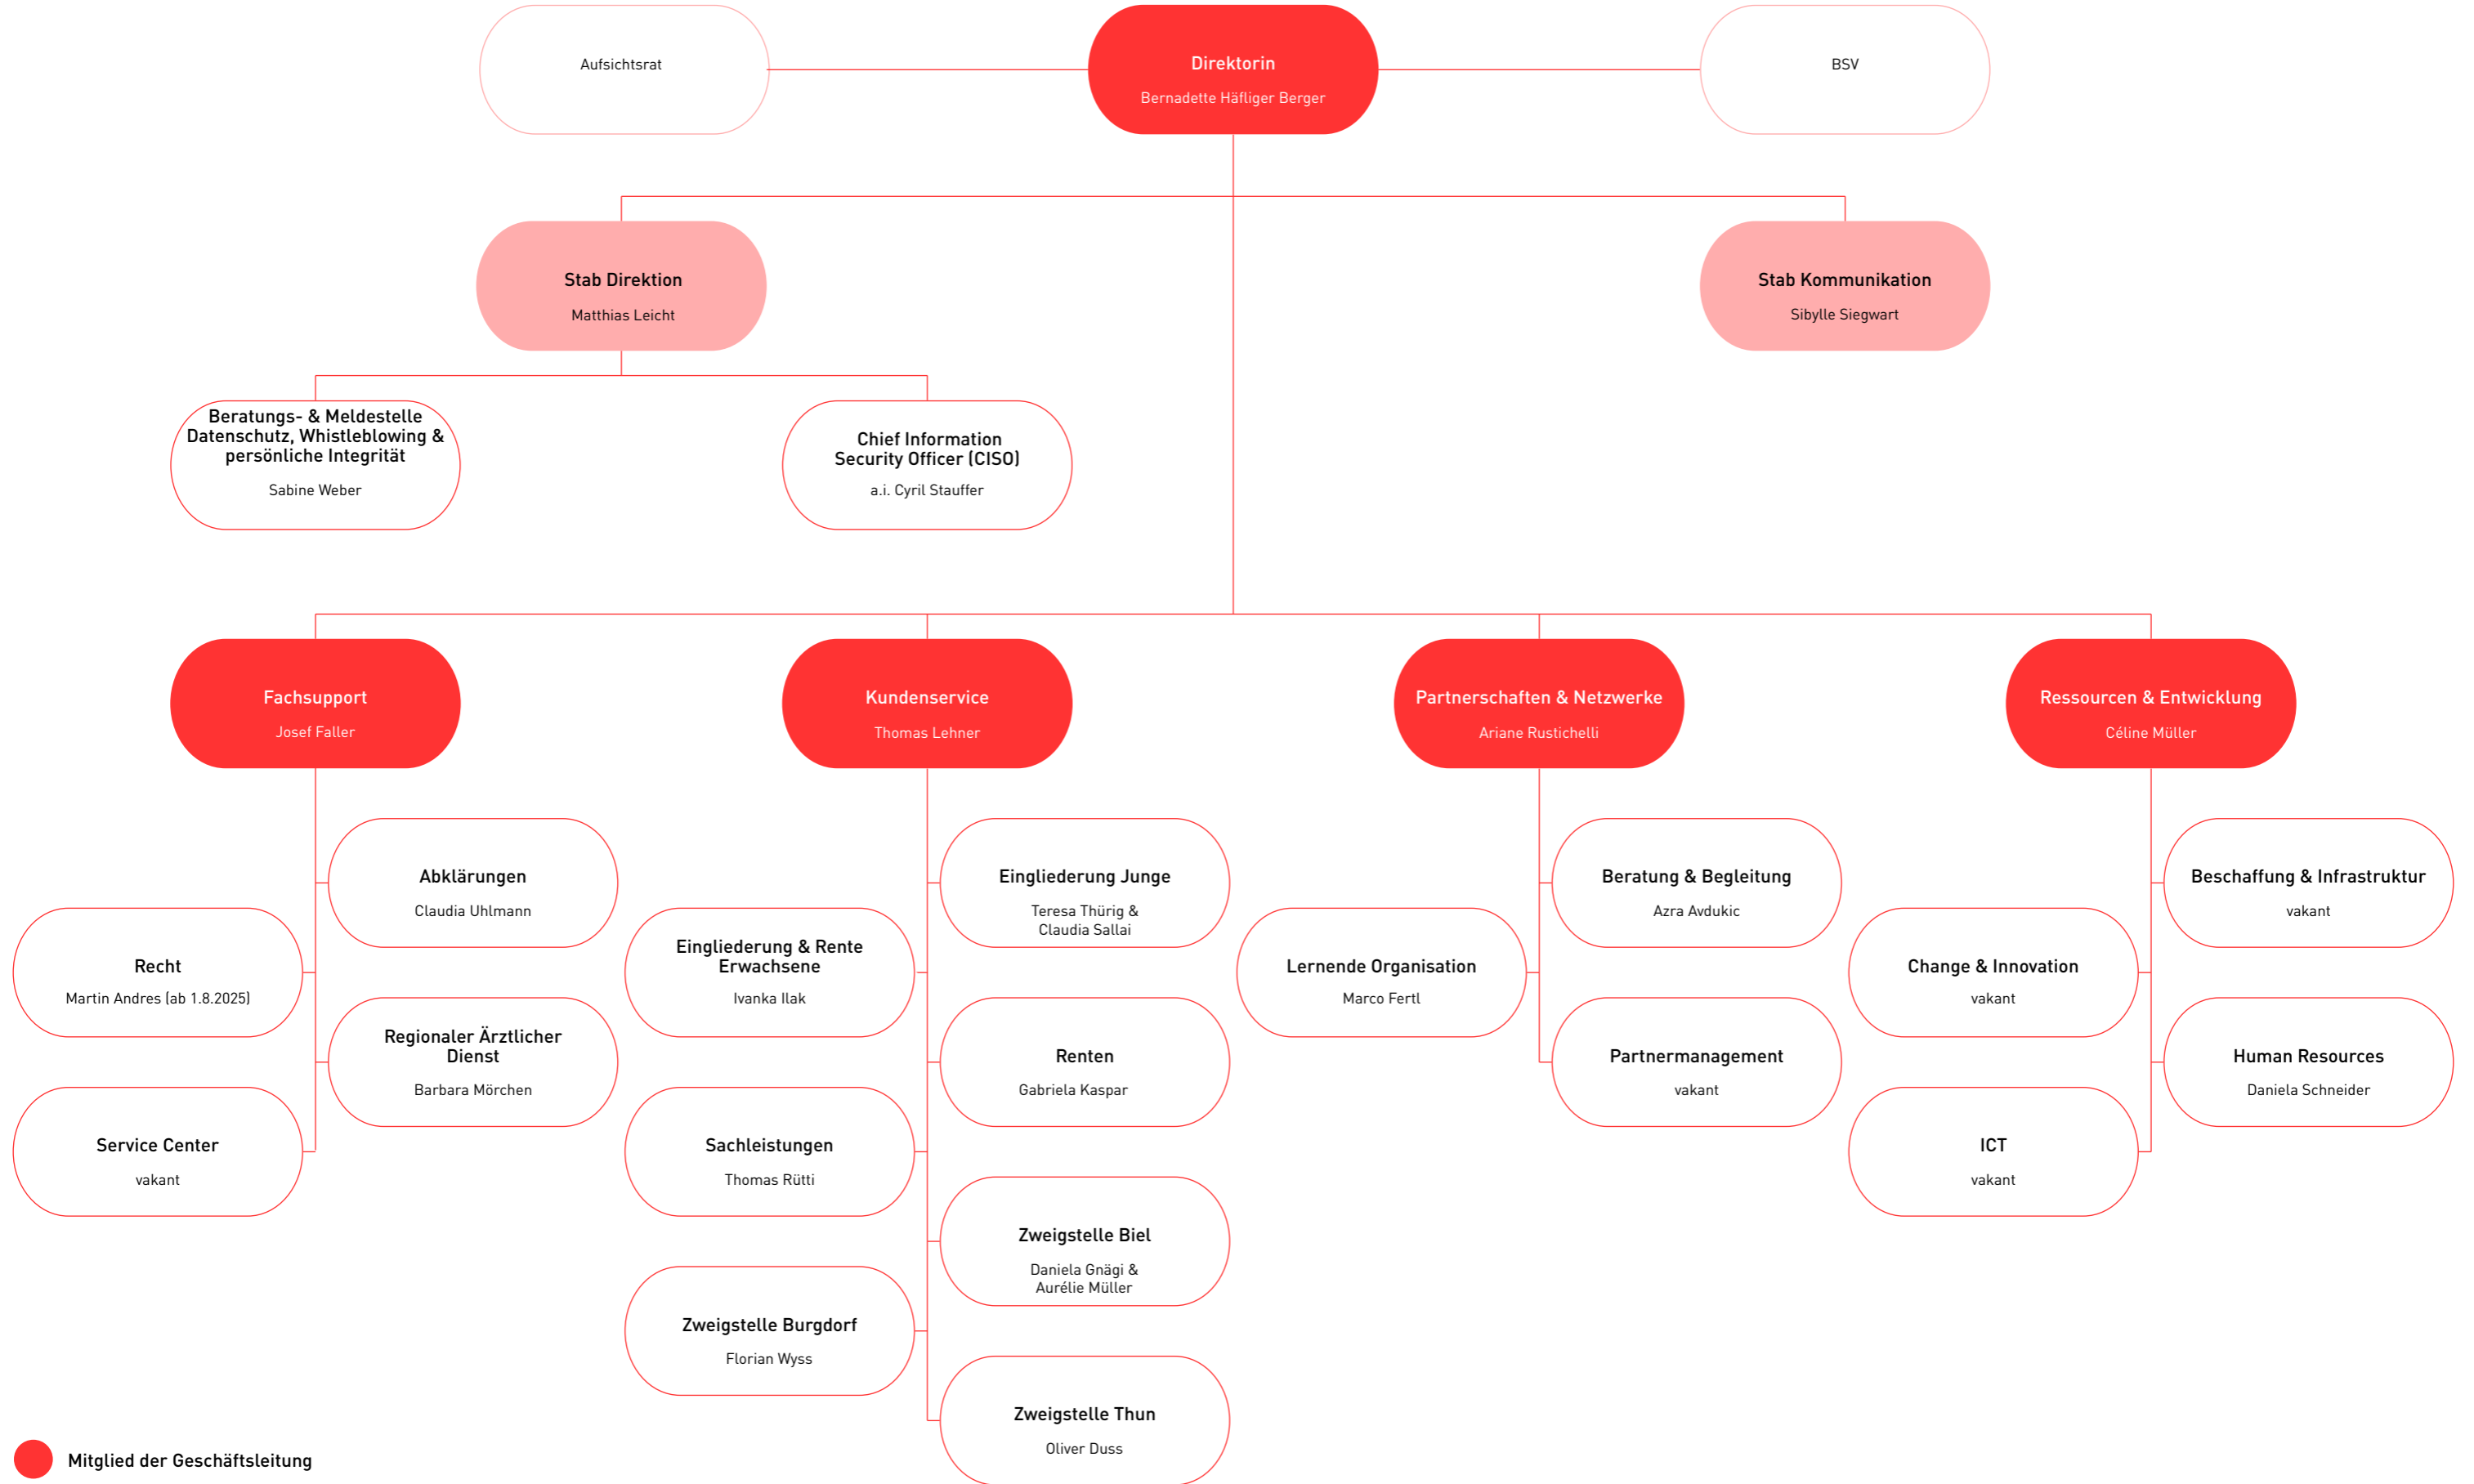 Aufsichtsrat
Direktorin
Bernadette Häfliger Berger
BSV
Stab Direktion
Matthias Leicht
Stab Kommunikation
Sibylle Siegwart
Beratungs- & Meldestelle
Datenschutz, Whistleblowing &
persönliche Integrität
Sabine Weber
Chief Information
Security Officer (CISO)
a.i. Cyril Stauffer
Fachsupport
Josef Faller
Kundenservice
Thomas Lehner
Partnerschaften & Netzwerke
Ariane Rustichelli
Ressourcen & Entwicklung
Céline Müller
Abklärungen
Claudia Uhlmann
Recht
Martin Andres (ab 1.8.2025)
Regionaler Ärztlicher
Dienst
Barbara Mörchen
Service Center
vakant
Eingliederung Junge
Teresa Thürig &
Claudia Sallai
Eingliederung & Rente
Erwachsene
Ivanka Ilak
Renten
Gabriela Kaspar
Sachleistungen
Thomas Rütti
Zweigstelle Biel
Daniela Gnägi &
Aurélie Müller
Zweigstelle Burgdorf
Florian Wyss
Zweigstelle Thun
Oliver Duss
Beratung & Begleitung
Azra Avdukic
Lernende Organisation
Marco Fertl
Partnermanagement
vakant
Beschaffung & Infrastruktur
vakant
Change & Innovation
vakant
Human Resources
Daniela Schneider
ICT
vakant
Mitglied der Geschäftsleitung